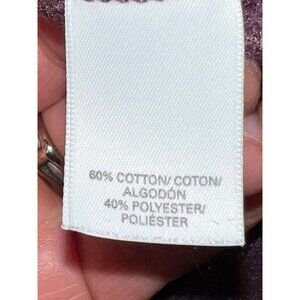 60% COTTON/ COTON/
ALGODÓN
40% POLYESTER/
POLIÉSTER